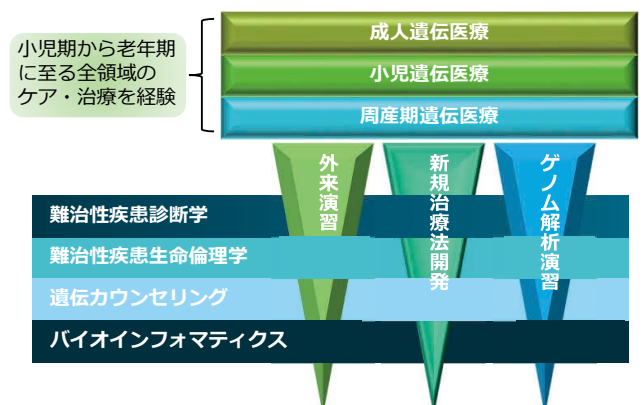 小児期から老年期
に至る全領域の
ケア・治療を経験
成人遺伝医療
小児遺伝医療
周産期遺伝医療
外来演習
新規治療法開発
ゲノム解析演習
難治性疾患診断学
難治性疾患生命倫理学
遺伝カウンセリング
バイオインフォマティクス